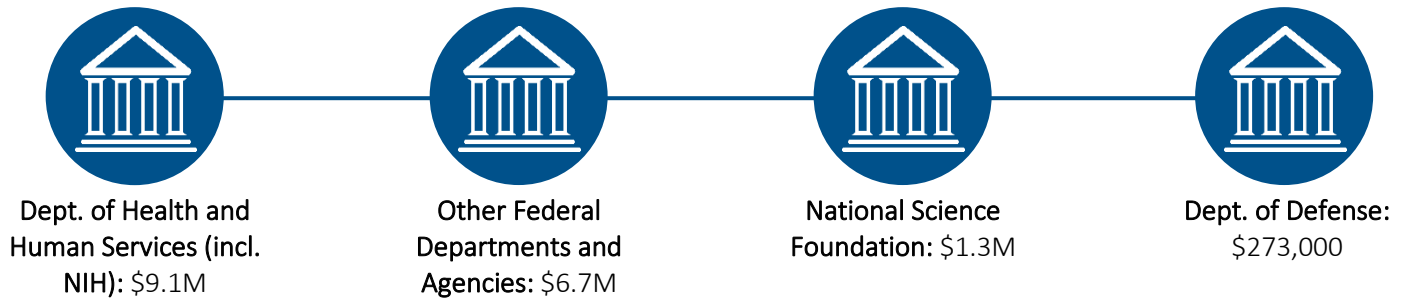 Dept. of Health and
Human Services (incl.
NIH): $9.1M
Other Federal
Departments and
Agencies: $6.7M
National Science
Foundation: $1.3M
Dept. of Defense:
$273,000